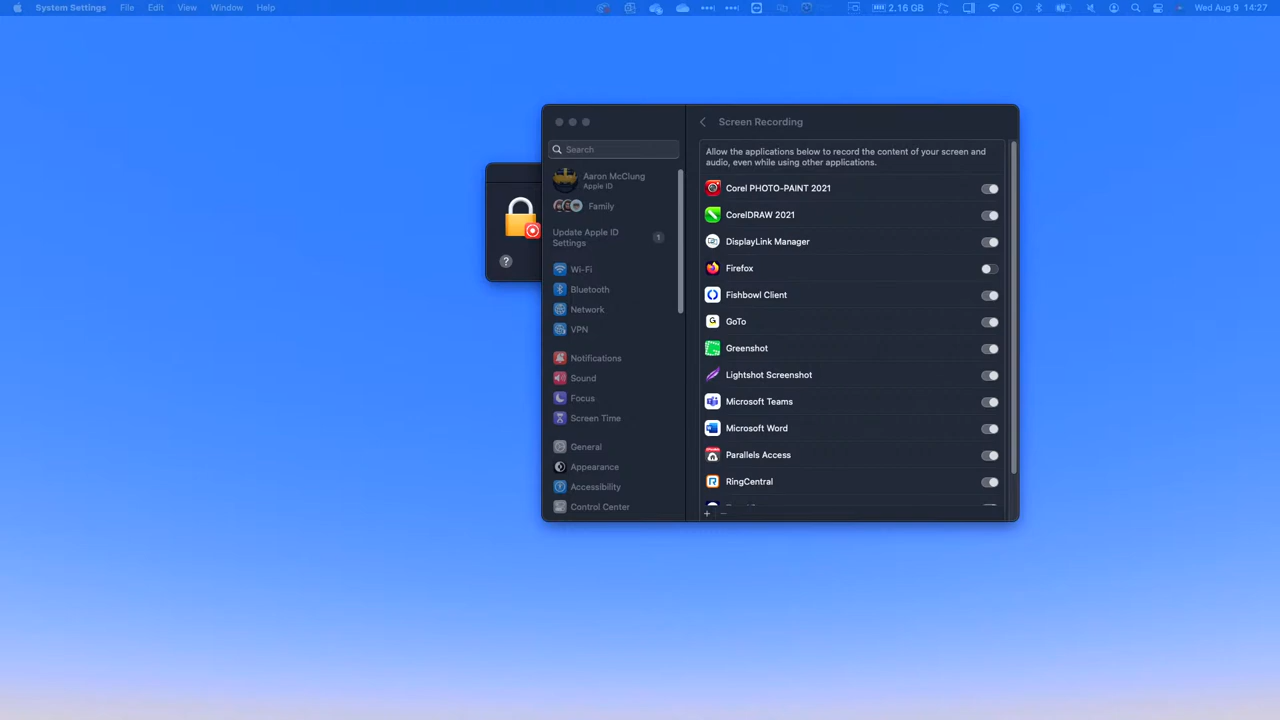 System Settings File Edit View Window Help 2.16 GB Wed Aug 9 14:27
Search
Aaron McClung
Apple ID
Family
Update Apple ID
Settings
1
Wi-Fi
Bluetooth
Network
VPN
Notifications
Sound
Focus
Screen Time
General
Appearance
Accessibility
Control Center
?
Screen Recording
Allow the applications below to record the content of your screen and
audio, even while using other applications.
Corel PHOTO-PAINT 2021
CorelDRAW 2021
DisplayLink Manager
Firefox
Fishbowl Client
GoTo
Greenshot
Lightshot Screenshot
Microsoft Teams
Microsoft Word
Parallels Access
RingCentral
+ −